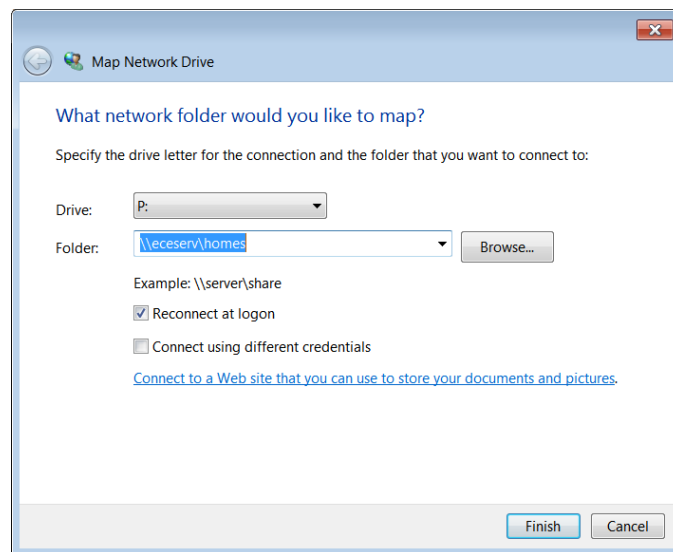 Map Network Drive
What network folder would you like to map?
Specify the drive letter for the connection and the folder that you want to connect to:
Drive: P:
Folder: \\eceserv\homes Browse...
Example: \\server\share
Reconnect at logon
Connect using different credentials
Connect to a Web site that you can use to store your documents and pictures.
Finish Cancel